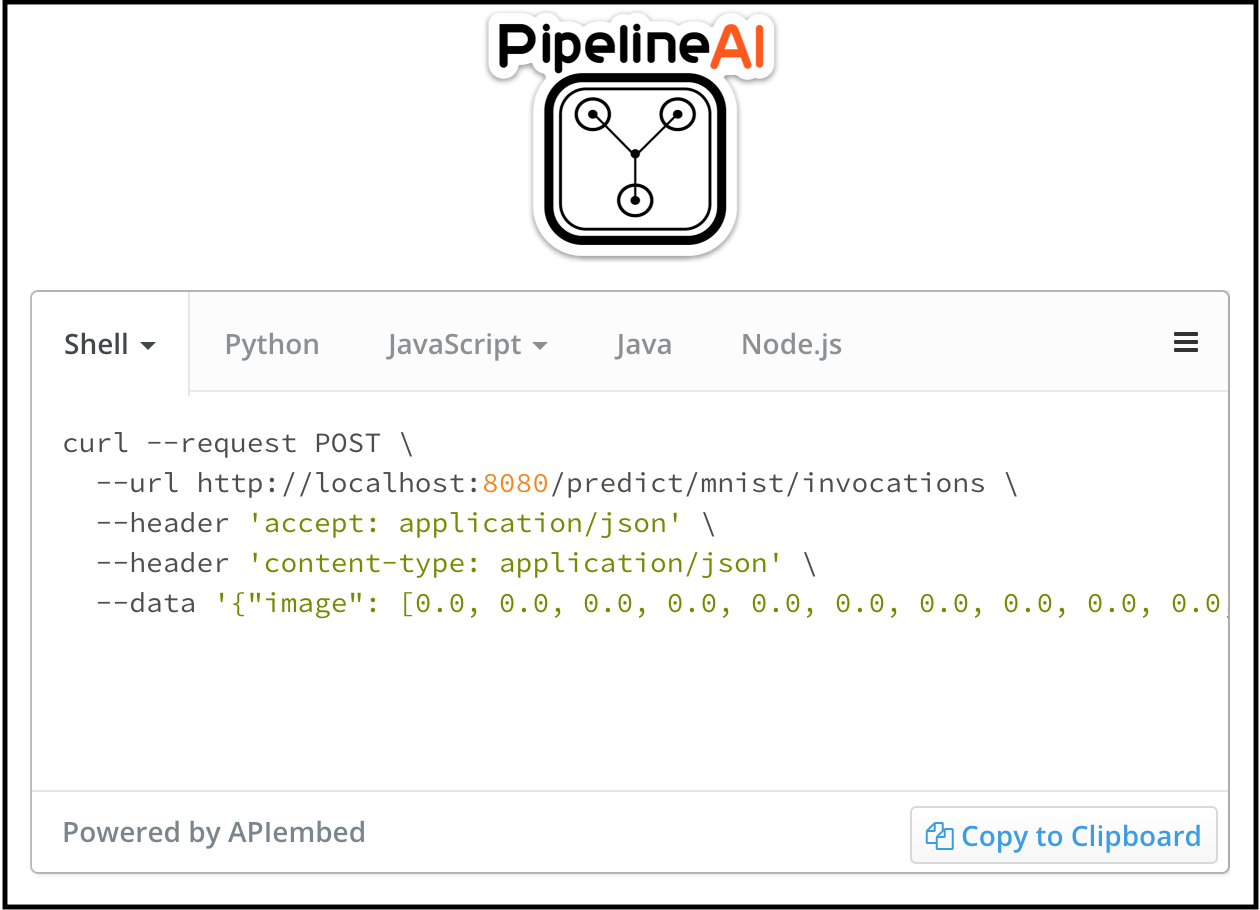 PipelineAI
Shell Python JavaScript Java Node.js
curl --request POST \
  --url http://localhost:8080/predict/mnist/invocations \
  --header 'accept: application/json' \
  --header 'content-type: application/json' \
  --data '{"image": [0.0, 0.0, 0.0, 0.0, 0.0, 0.0, 0.0, 0.0, 0.0, 0.0,
Powered by APIembed Copy to Clipboard